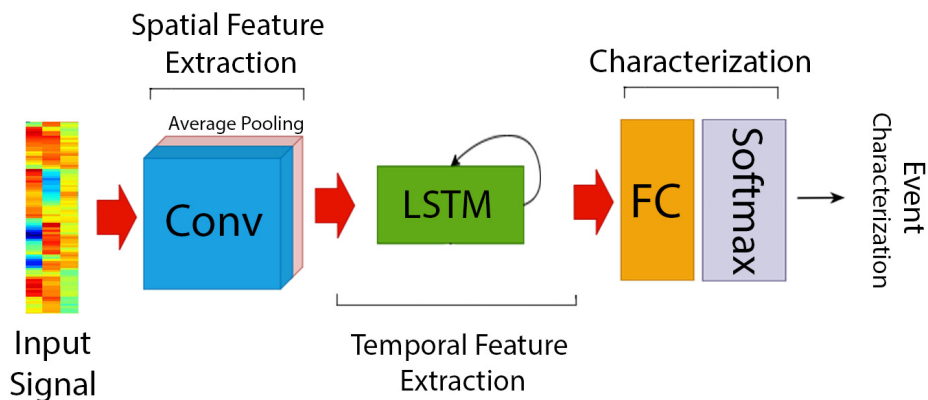 Spatial Feature
Extraction
Average Pooling
Conv
Input
Signal
LSTM
Temporal Feature
Extraction
Characterization
FC
Softmax
Event
Characterization